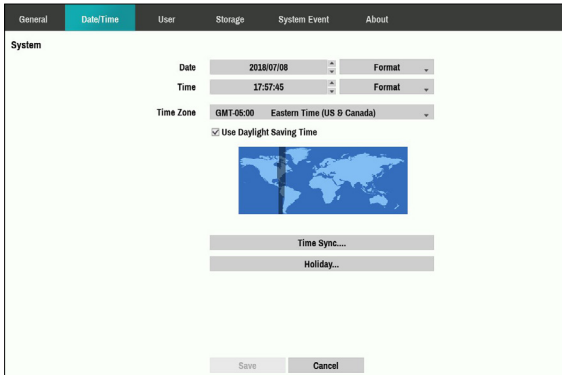 General Date/Time User Storage System Event About
System
Date 2018/07/08 Format
Time 17:57:45 Format
Time Zone GMT-05:00 Eastern Time (US & Canada)
Use Daylight Saving Time
Time Sync....
Holiday...
Save Cancel